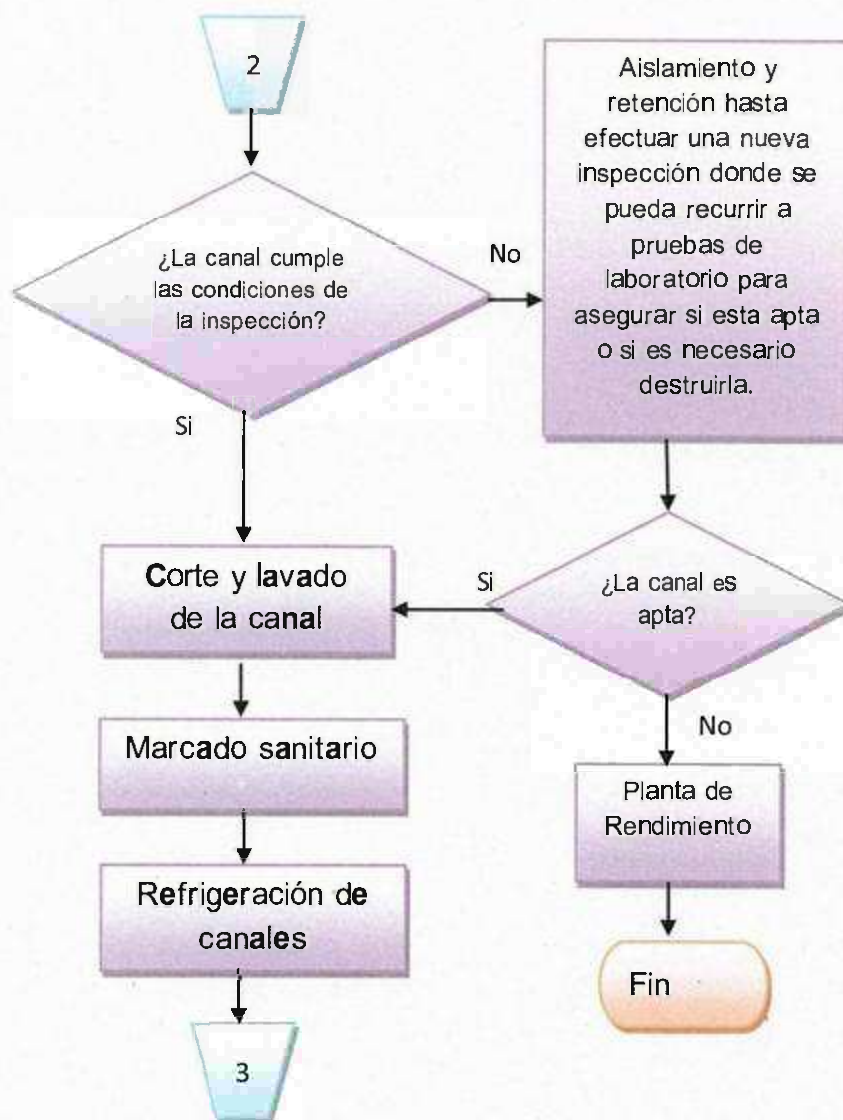 2
¿La canal cumple
las condiciones de
la inspección?
No
Aislamiento y
retención hasta
efectuar una nueva
inspección donde se
pueda recurrir a
pruebas de
laboratorio para
asegurar si esta apta
o si es necesario
destruirla.
Si
Corte y lavado
de la canal
Si
¿La canal es
apta?
No
Marcado sanitario
Planta de
Rendimiento
Refrigeración de
canales
Fin
3